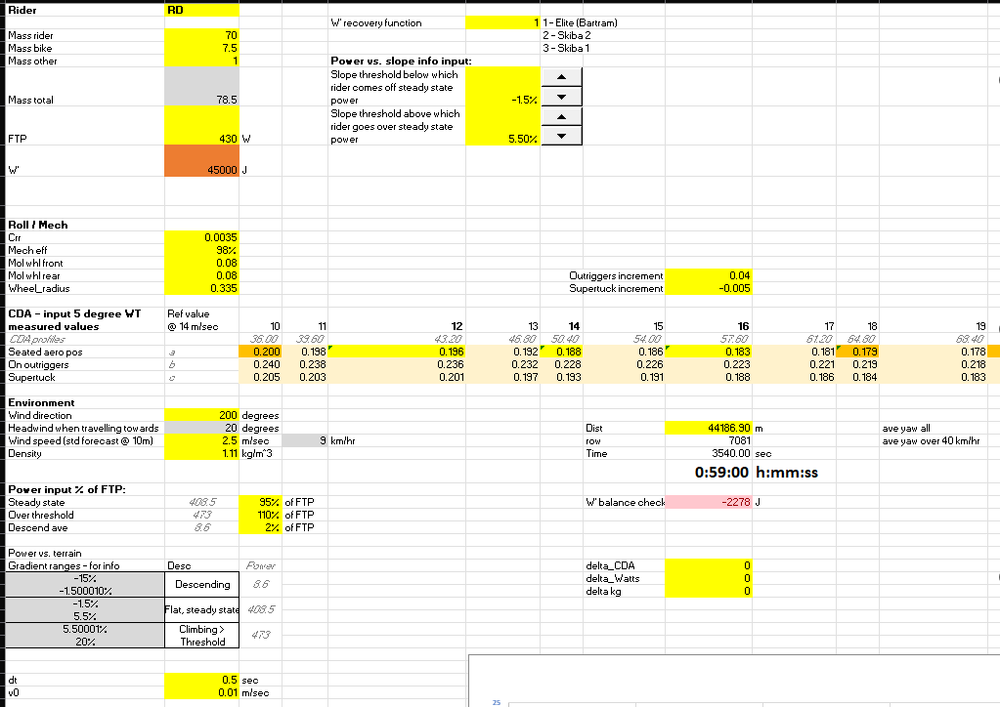 Rider RD
W' recovery function 1 1 - Elite (Bartram)
Mass rider 70 2 - Skiba 2
Mass bike 7.5 3 - Skiba 1
Mass other 1 Power vs. slope info input:
Slope threshold below which
rider comes off steady state
Mass total 78.5 power -1.5%
Slope threshold above which
rider goes over steady state
FTP 430 W power 5.50%
W' 45000 J
Roll / Mech
Crr 0.0035
Mech eff 98%
MoI whl front 0.08
MoI whl rear 0.08 Outriggers increment 0.04
Wheel_radius 0.335 Supertuck increment -0.005
CDA - input 5 degree WT Ref value
measured values @ 14 m/sec 10 11 12 13 14 15 16 17 18 19
CDA profiles 36.00 39.60 43.20 46.80 50.40 54.00 57.60 61.20 64.80 68.40
Seated aero pos a 0.200 0.198 0.196 0.192 0.188 0.186 0.183 0.181 0.179 0.178
On outriggers b 0.240 0.238 0.236 0.232 0.228 0.226 0.223 0.221 0.219 0.218
Supertuck c 0.205 0.203 0.201 0.197 0.193 0.191 0.188 0.186 0.184 0.183
Environment
Wind direction 200 degrees
Headwind when travelling towards 20 degrees Dist 44186.90 m ave yaw all
Wind speed (std forecast @ 10m) 2.5 m/sec 9 km/hr row 7081 ave yaw over 40 km/hr
Density 1.11 kg/m^3 Time 3540.00 sec
0:59:00 h:mm:ss
Power input % of FTP:
Steady state 408.5 95% of FTP W' balance check -2278 J
Over threshold 473 110% of FTP
Descend ave 8.6 2% of FTP
Power vs. terrain
Gradient ranges - for info Desc Power delta_CDA 0
-15% Descending 8.6 delta_Watts 0
-1.500010% delta kg 0
-1.5% Flat, steady state 408.5
5.5%
5.50001% Climbing > 473
20% Threshold
dt 0.5 sec
v0 0.01 m/sec
25